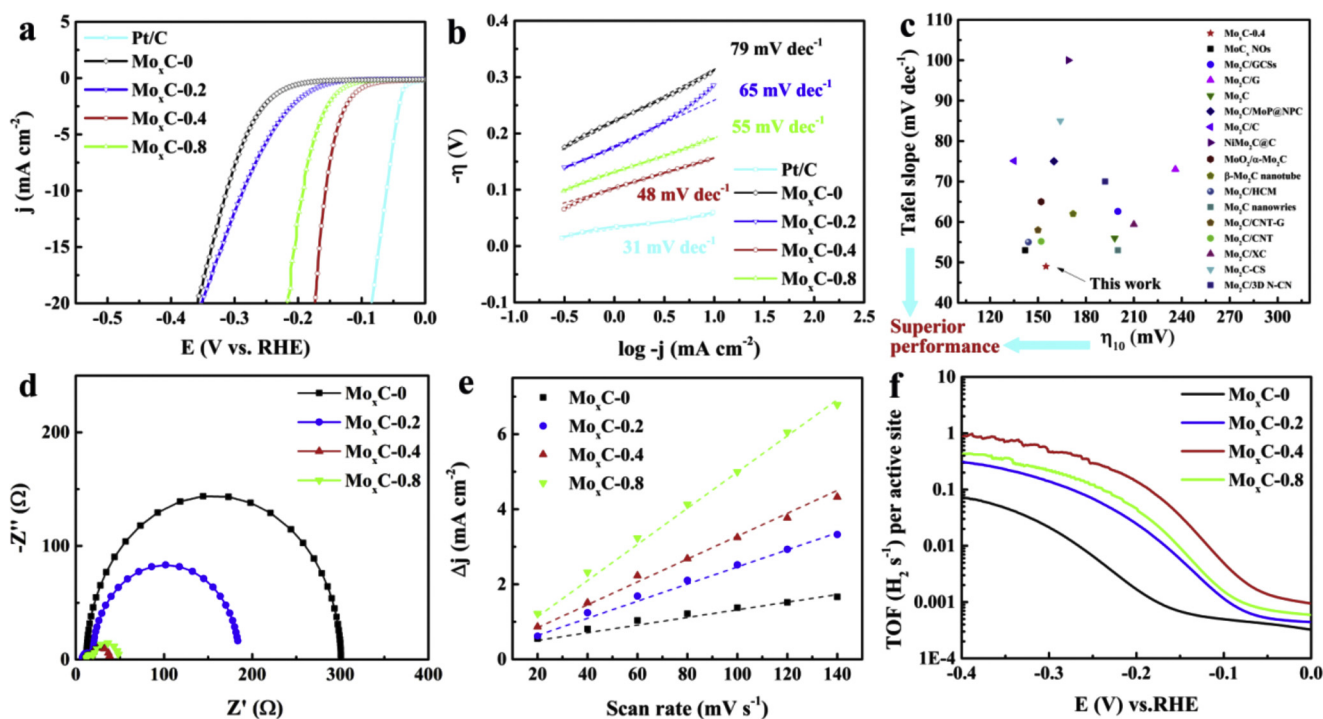 a
5
0
-5
-10
-15
-20
j (mA cm⁻²)
-0.5 -0.4 -0.3 -0.2 -0.1 0.0
E (V vs. RHE)
Pt/C
MoₓC-0
MoₓC-0.2
MoₓC-0.4
MoₓC-0.8
b
0.4
0.3
0.2
0.1
0.0
-0.1
-η (V)
-1.0 -0.5 0.0 0.5 1.0 1.5 2.0
log -j (mA cm⁻²)
79 mV dec⁻¹
65 mV dec⁻¹
55 mV dec⁻¹
48 mV dec⁻¹
31 mV dec⁻¹
Pt/C
MoₓC-0
MoₓC-0.2
MoₓC-0.4
MoₓC-0.8
c
110
100
90
80
70
60
50
40
Tafel slope (mV dec⁻¹)
120 150 180 210 240 270 300
η₁₀ (mV)
This work
Superior
performance
MoₓC-0.4
MoCₓ NOs
Mo₂C/GCSs
Mo₂C/G
Mo₂C
Mo₂C/MoP@NPC
Mo₂C/C
NiMo₂C@C
MoO₂/α-Mo₂C
β-Mo₂C nanotube
Mo₂C/HCM
Mo₂C nanowries
Mo₂C/CNT-G
Mo₂C/CNT
Mo₂C/XC
Mo₂C-CS
Mo₂C/3D N-CN
d
200
100
0
-Z'' (Ω)
0 100 200 300 400
Z' (Ω)
MoₓC-0
MoₓC-0.2
MoₓC-0.4
MoₓC-0.8
e
6
4
2
0
Δj (mA cm⁻²)
20 40 60 80 100 120 140
Scan rate (mV s⁻¹)
MoₓC-0
MoₓC-0.2
MoₓC-0.4
MoₓC-0.8
f
10
1
0.1
0.01
0.001
1E-4
TOF (H₂ s⁻¹) per active site
-0.4 -0.3 -0.2 -0.1 0.0
E (V) vs.RHE
MoₓC-0
MoₓC-0.2
MoₓC-0.4
MoₓC-0.8